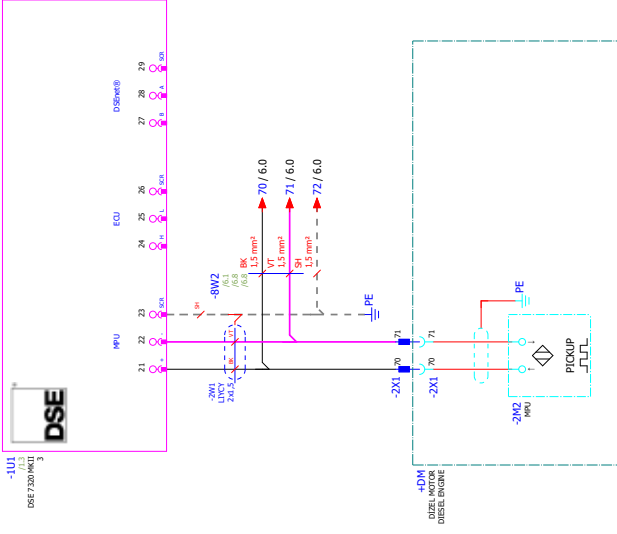 -1U1
/1.3
DSE 7320 MKII
3
DSE
DSEnet®
29 SCR
28 A
27 B
ECU
26 SCR
25 L
24 H
MPU
23 SCR
22 -
21 +
SH
VT
BK
-2W1
LIYCY
2x1,5
-8W2
/6.1
/6.8
/6.8
BK
1,5 mm²
VT
1,5 mm²
SH
1,5 mm²
70 / 6.0
71 / 6.0
72 / 6.0
PE
71
70
-2X1
71
70
-2X1
PE
PICKUP
-2M2
MPU
+DM
DİZEL MOTOR
DIESEL ENGINE